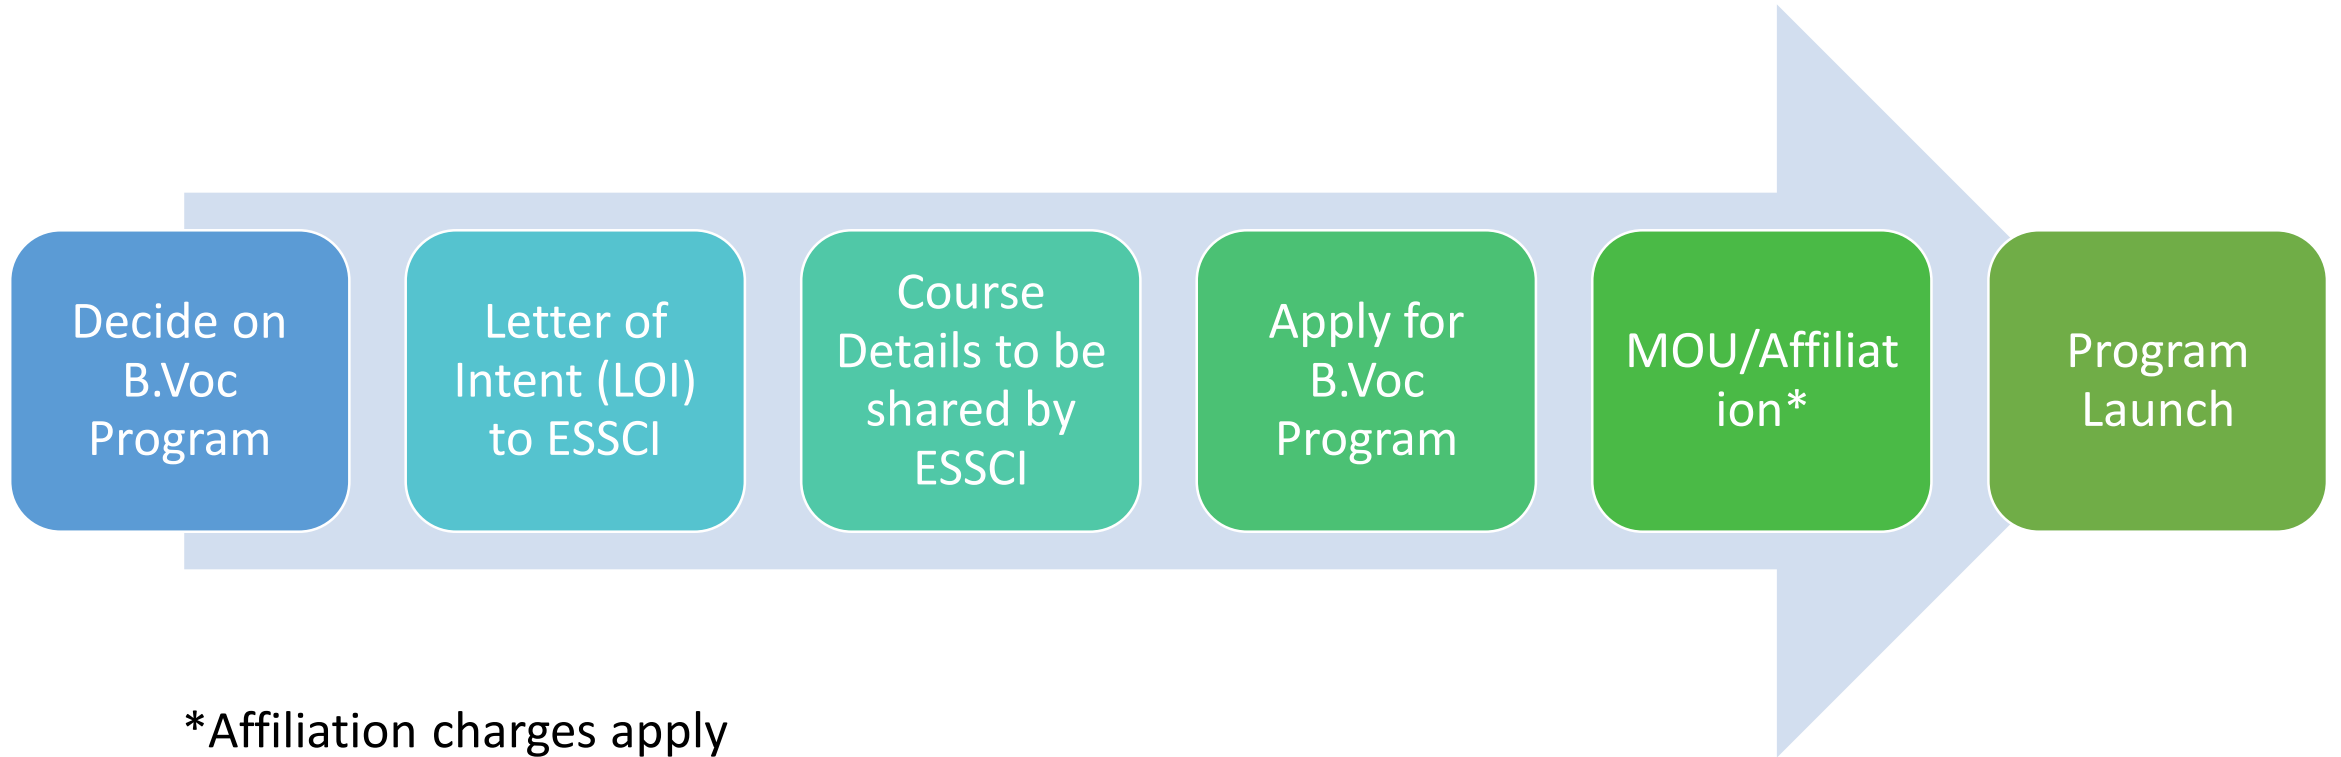 Decide on
B.Voc
Program
Letter of
Intent (LOI)
to ESSCI
Course
Details to be
shared by
ESSCI
Apply for
B.Voc
Program
MOU/Affiliat
ion*
Program
Launch
*Affiliation charges apply